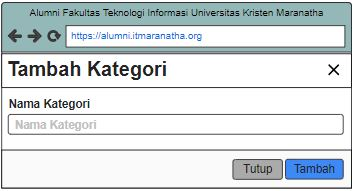 Alumni Fakultas Teknologi Informasi Universitas Kristen Maranatha
https://alumni.itmaranatha.org
Tambah Kategori
Nama Kategori
Nama Kategori
Tutup Tambah